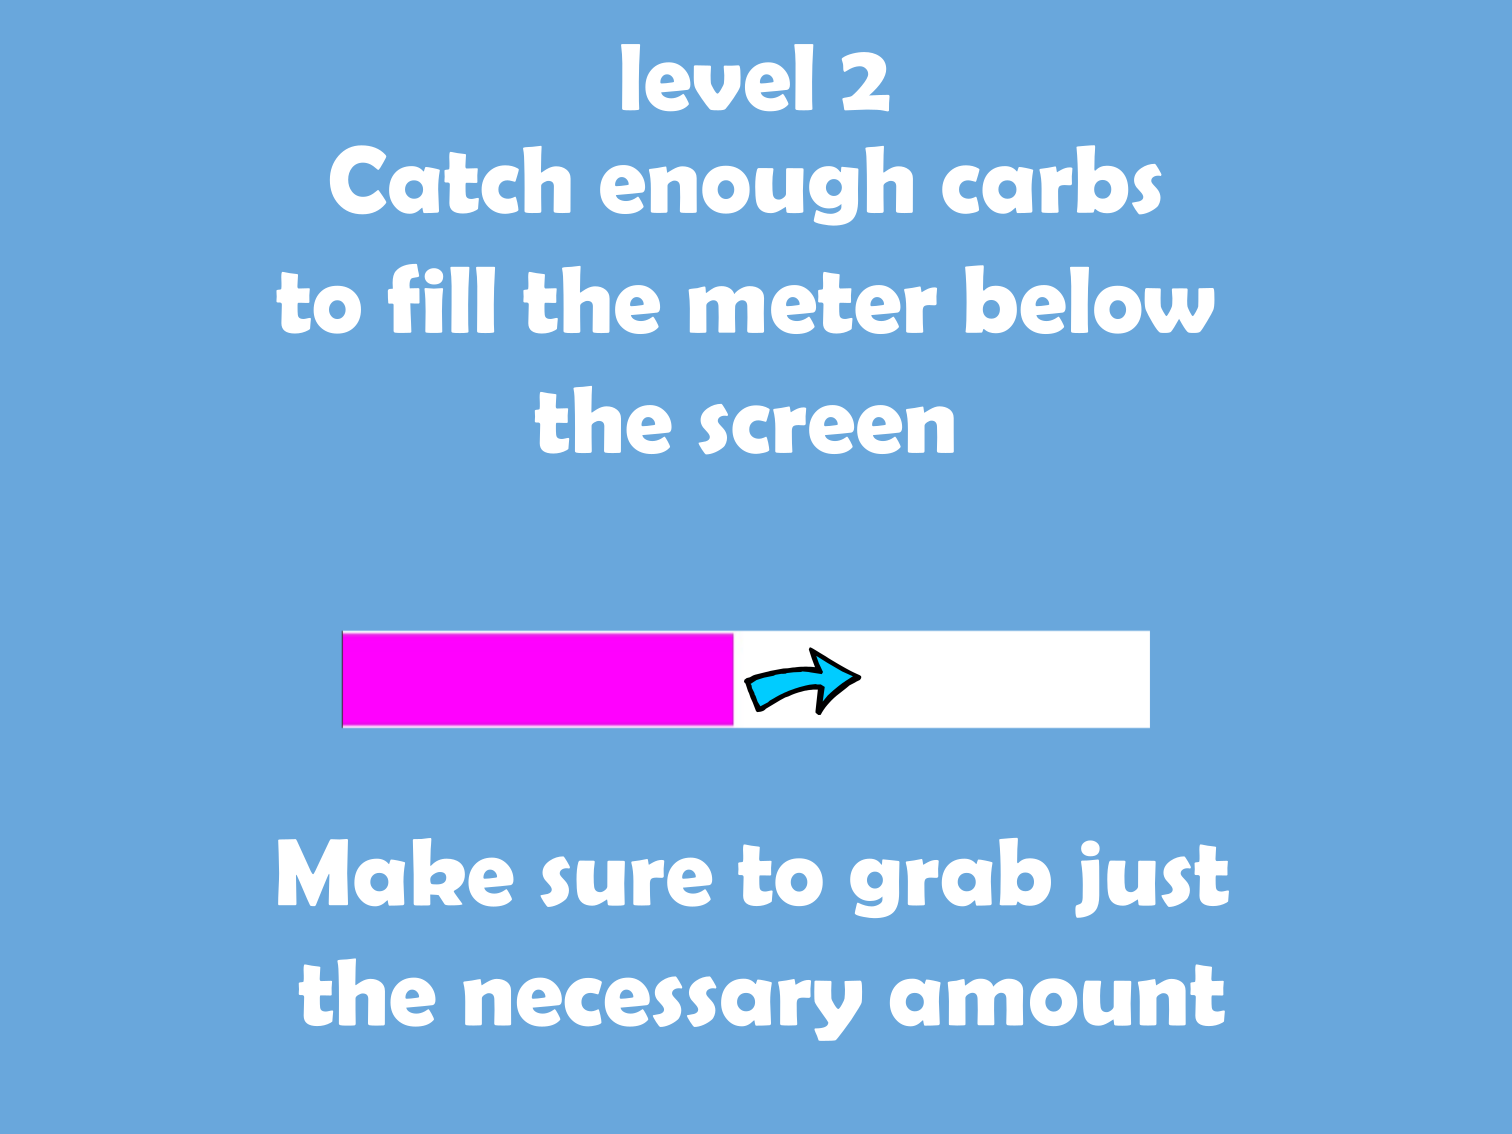 level 2
Catch enough carbs
to fill the meter below
the screen
Make sure to grab just
the necessary amount